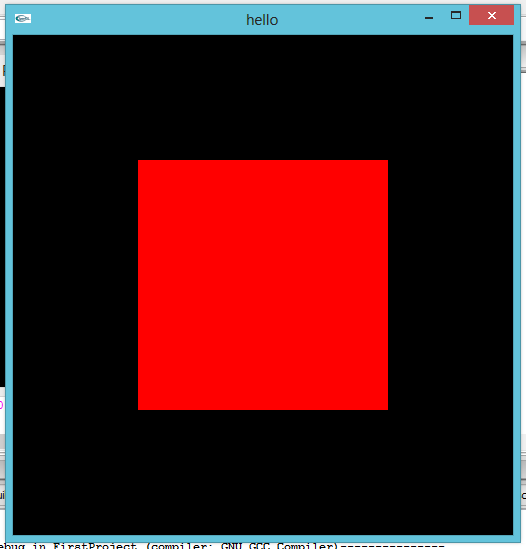 hello
ebug in FirstProject (compiler: GNU GCC Compiler)---------------